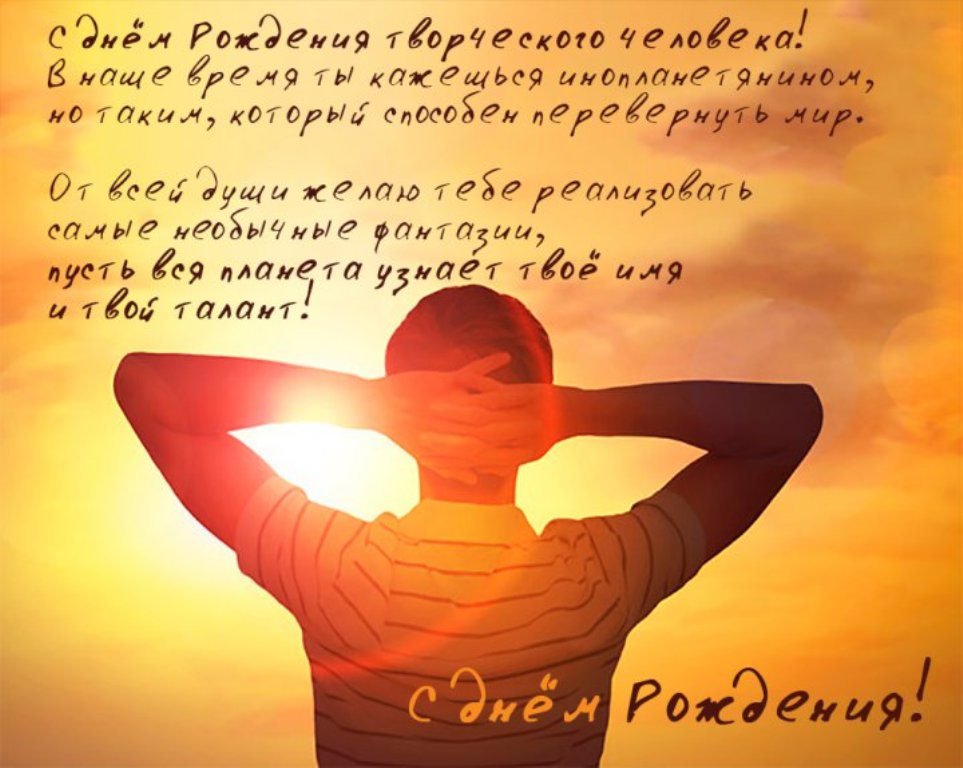 С днём Рождения творческого человека!
В наше время ты кажешься инопланетянином,
но таким, который способен перевернуть мир.
От всей души желаю тебе реализовать
самые необычные фантазии,
пусть вся планета узнает твоё имя
и твой талант!
С днём Рождения!